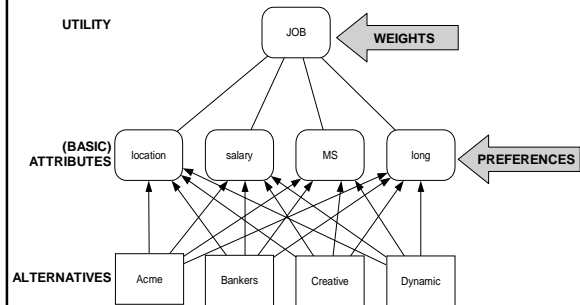 UTILITY
JOB
WEIGHTS
(BASIC)
ATTRIBUTES
location
salary
MS
long
PREFERENCES
ALTERNATIVES
Acme
Bankers
Creative
Dynamic